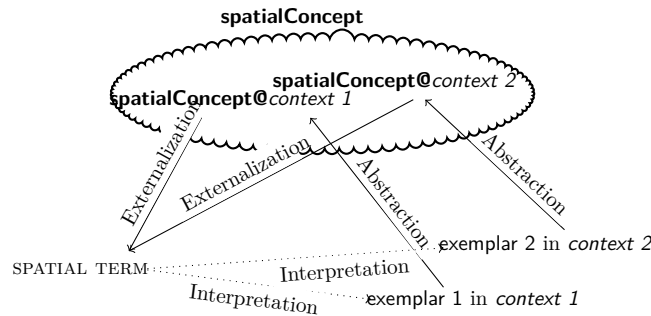 spatialConcept
spatialConcept@context 2
spatialConcept@context 1
Externalization
Externalization
Abstraction
Abstraction
exemplar 2 in context 2
SPATIAL TERM
Interpretation
Interpretation
exemplar 1 in context 1